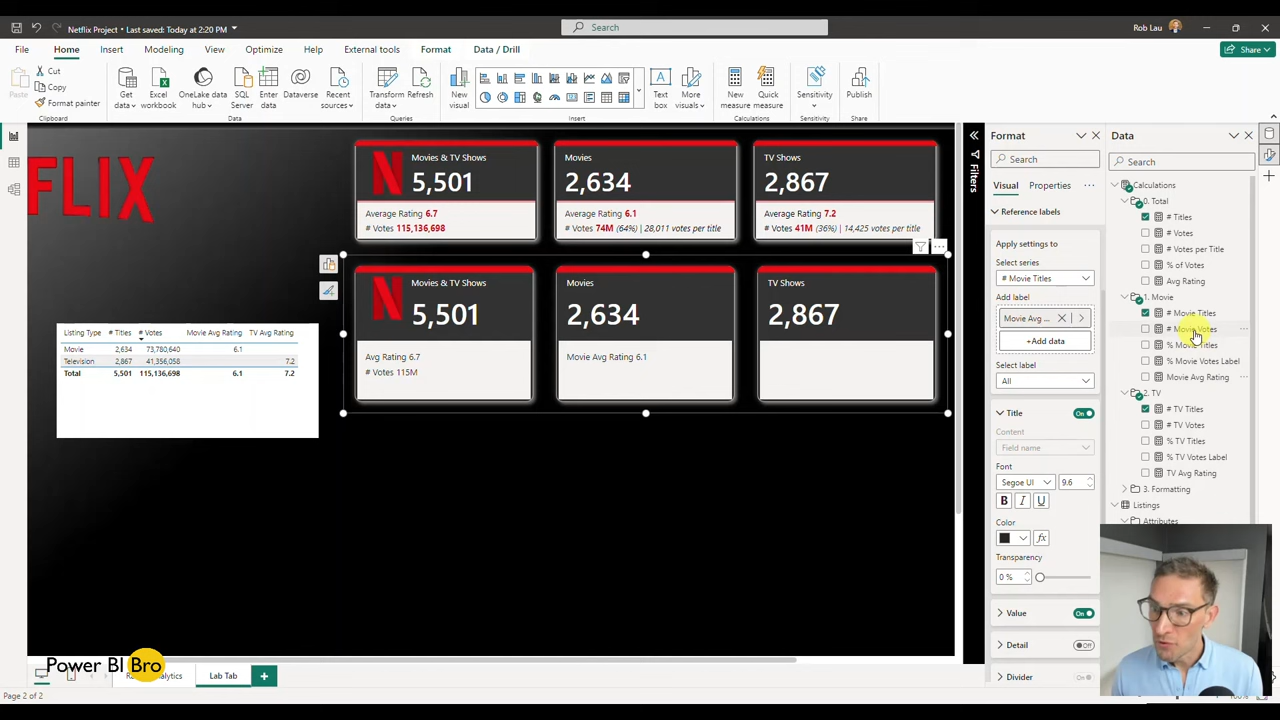 Netflix Project • Last saved: Today at 2:20 PM
Search
Rob Lau
File Home Insert Modeling View Optimize Help External tools Format Data / Drill
Share
Paste
Cut
Copy
Format painter
Clipboard
Get data
Excel workbook
OneLake data hub
SQL Server
Enter data
Dataverse
Recent sources
Data
Transform data
Refresh
Queries
New visual
Text box
More visuals
Insert
New measure
Quick measure
Calculations
Sensitivity
Sensitivity
Publish
Share
FLIX
Movies & TV Shows
5,501
Average Rating 6.7
# Votes 115,136,698
Movies
2,634
Average Rating 6.1
# Votes 74M (64%) | 28,011 votes per title
TV Shows
2,867
Average Rating 7.2
# Votes 41M (36%) | 14,425 votes per title
Movies & TV Shows
5,501
Avg Rating 6.7
# Votes 115M
Movies
2,634
Movie Avg Rating 6.1
TV Shows
2,867
Listing Type # Titles # Votes Movie Avg Rating TV Avg Rating
Movie 2,634 73,780,640 6.1
Television 2,867 41,356,058 7.2
Total 5,501 115,136,698 6.1 7.2
Filters
Format
Search
Visual Properties
Reference labels
Apply settings to
Select series
# Movie Titles
Add label
Movie Avg ...
+Add data
Select label
All
Title On
Content
Field name
Font
Segoe UI 9.6
B I U
Color
fx
Transparency
0 %
Value On
Detail Off
Divider On
Data
Search
Calculations
0. Total
# Titles
# Votes
# Votes per Title
% of Votes
Avg Rating
1. Movie
# Movie Titles
# Movie Votes
% Movie Titles
% Movie Votes Label
Movie Avg Rating
2. TV
# TV Titles
# TV Votes
% TV Titles
% TV Votes Label
TV Avg Rating
3. Formatting
Listings
Attributes
Power BI Bro
Lab Tab
Page 2 of 2